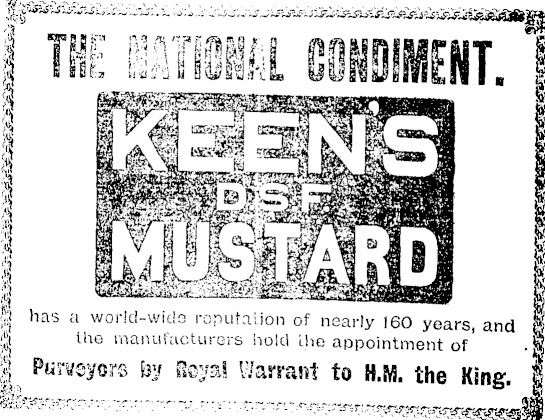 THE NATIONAL CONDIMENT.
KEEN'S
D.S.F
MUSTARD
has a world-wide reputation of nearly 160 years, and
the manufacturers hold the appointment of
Purveyors by Royal Warrant to H.M. the King.